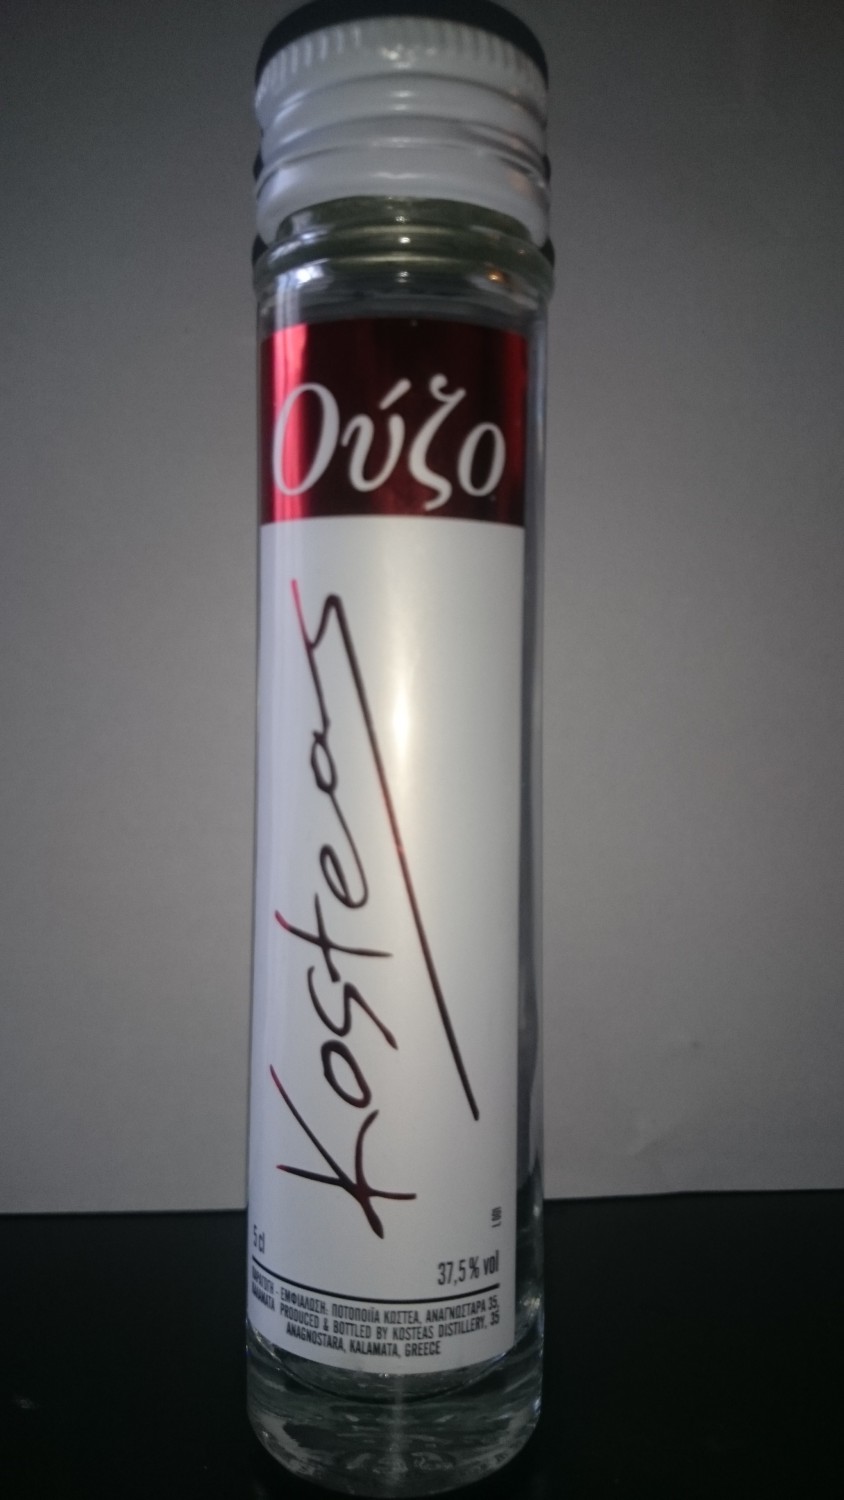 Ούζο
Kosteas
5 cl
37,5% vol
ΠΑΡΑΓΩΓΗ - ΕΜΦΙΑΛΩΣΗ: ΠΟΤΟΠΟΙΪΑ ΚΩΣΤΕΑ, ΑΝΑΓΝΩΣΤΑΡΑ 35,
ΚΑΛΑΜΑΤΑ PRODUCED & BOTTLED BY KOSTEAS DISTILLERY, 35
ANAGNOSTARA, KALAMATA, GREECE